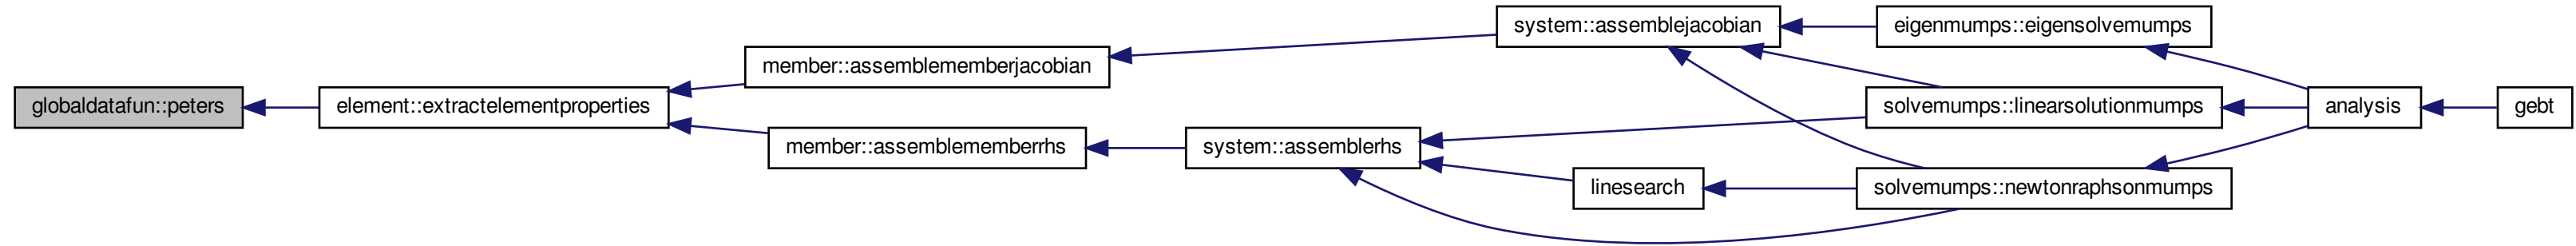 globaldatafun::peters
element::extractelementproperties
member::assemblememberjacobian
member::assemblememberrhs
system::assemblejacobian
system::assemblerhs
linesearch
eigenmumps::eigensolvemumps
solvemumps::linearsolutionmumps
solvemumps::newtonraphsonmumps
analysis
gebt